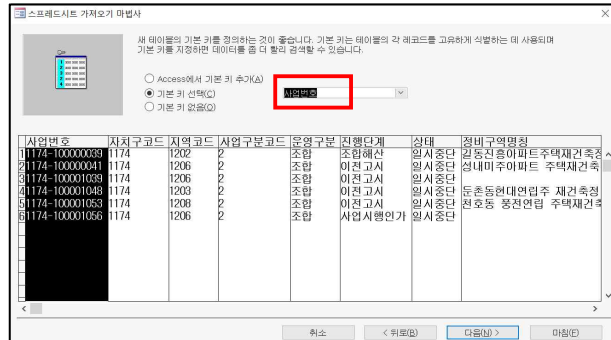 스프레드시트 가져오기 마법사
새 테이블의 기본 키를 정의하는 것이 좋습니다. 기본 키는 테이블의 각 레코드를 고유하게 식별하는 데 사용되며
기본 키를 지정하면 데이터를 좀 더 빨리 검색할 수 있습니다.
Access에서 기본 키 추가(A)
기본 키 선택(C) 사업번호
기본 키 없음(O)
사업번호 자치구코드 지역코드 사업구분코드 운영구분 진행단계 상태 정비구역명칭
1 1174-100000039 1174 1202 2 조합 조합해산 일시중단 길동진흥아파트주택재건축정
2 1174-100000041 1174 1206 2 조합 이전고시 일시중단 성내미주아파트 주택재건축
3 1174-100001039 1174 1206 2 조합 이전고시 일시중단
4 1174-100001048 1174 1203 2 조합 이전고시 일시중단 둔촌동현대연립주 재건축정
5 1174-100001053 1174 1208 2 조합 이전고시 일시중단 천호동 풍전연립 주택재건축
6 1174-100001056 1174 1206 2 조합 사업시행인가 일시중단
취소 < 뒤로(B) 다음(N) > 마침(F)